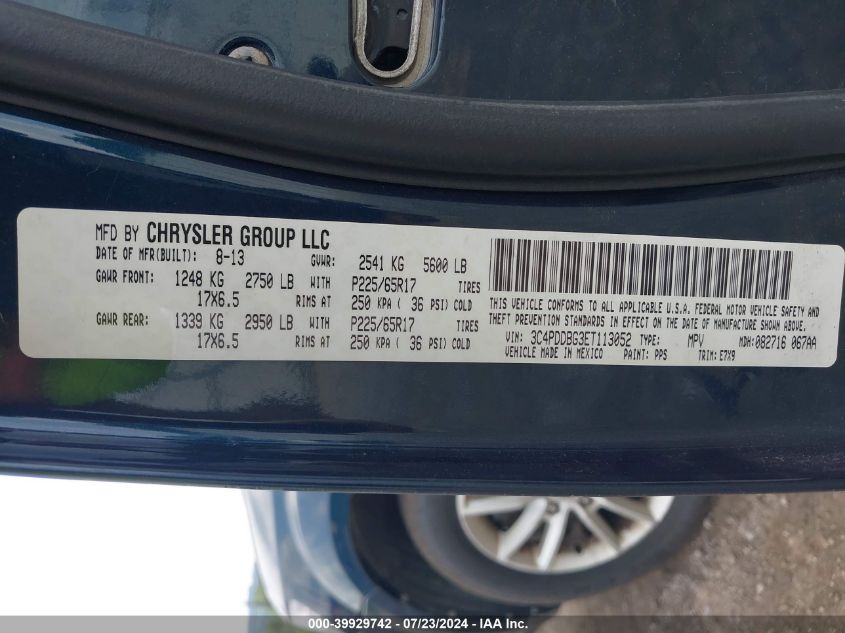 MFD BY CHRYSLER GROUP LLC
DATE OF MFR(BUILT): 8-13 GVWR: 2541 KG 5600 LB
GAWR FRONT: 1248 KG 2750 LB WITH P225/65R17 TIRES
17X6.5 RIMS AT 250 KPA ( 36 PSI) COLD
GAWR REAR: 1339 KG 2950 LB WITH P225/65R17 TIRES
17X6.5 RIMS AT 250 KPA ( 36 PSI) COLD
THIS VEHICLE CONFORMS TO ALL APPLICABLE U.S.A. FEDERAL MOTOR VEHICLE SAFETY AND
THEFT PREVENTION STANDARDS IN EFFECT ON THE DATE OF MANUFACTURE SHOWN ABOVE.
VIN: 3C4PDDBG3ET113052 TYPE: MPV MDH:082716 067AA
VEHICLE MADE IN MEXICO PAINT: PPS TRIM: E7X9
000-39929742 / 07/23/2024 - IAA Inc.